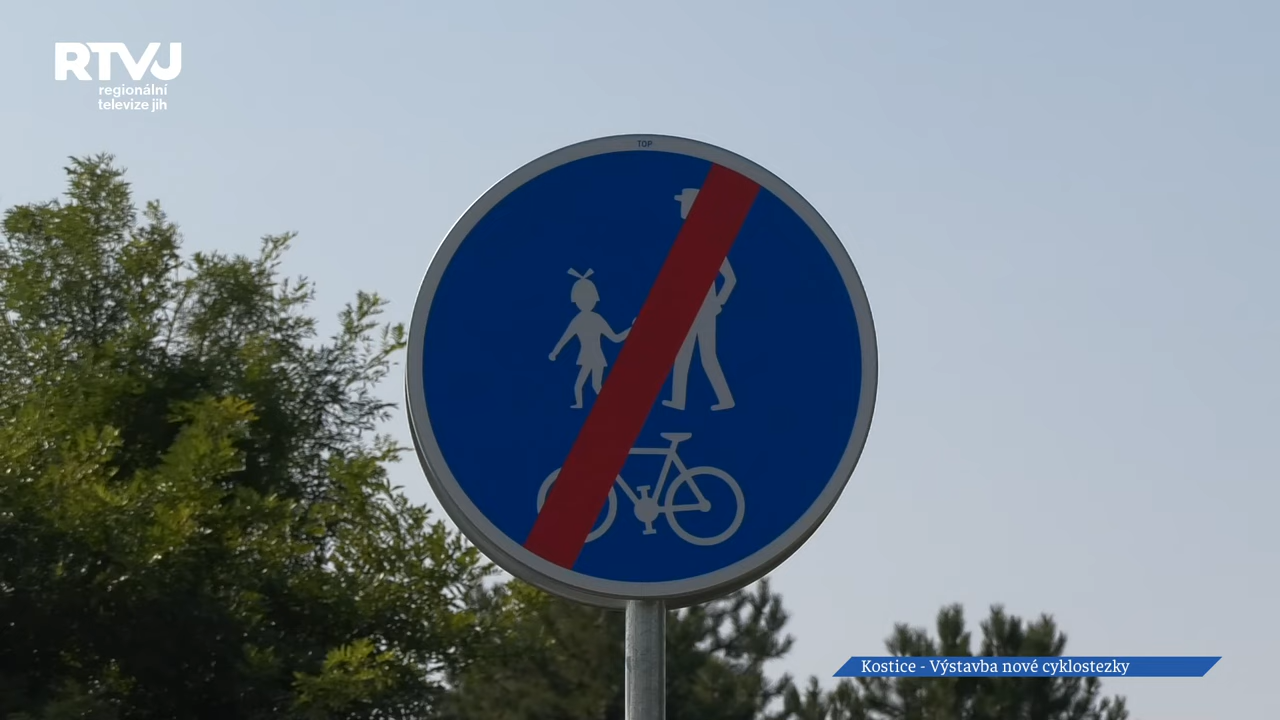 RTVJ
regionální
televize jih
TOP
Kostice - Výstavba nové cyklostezky